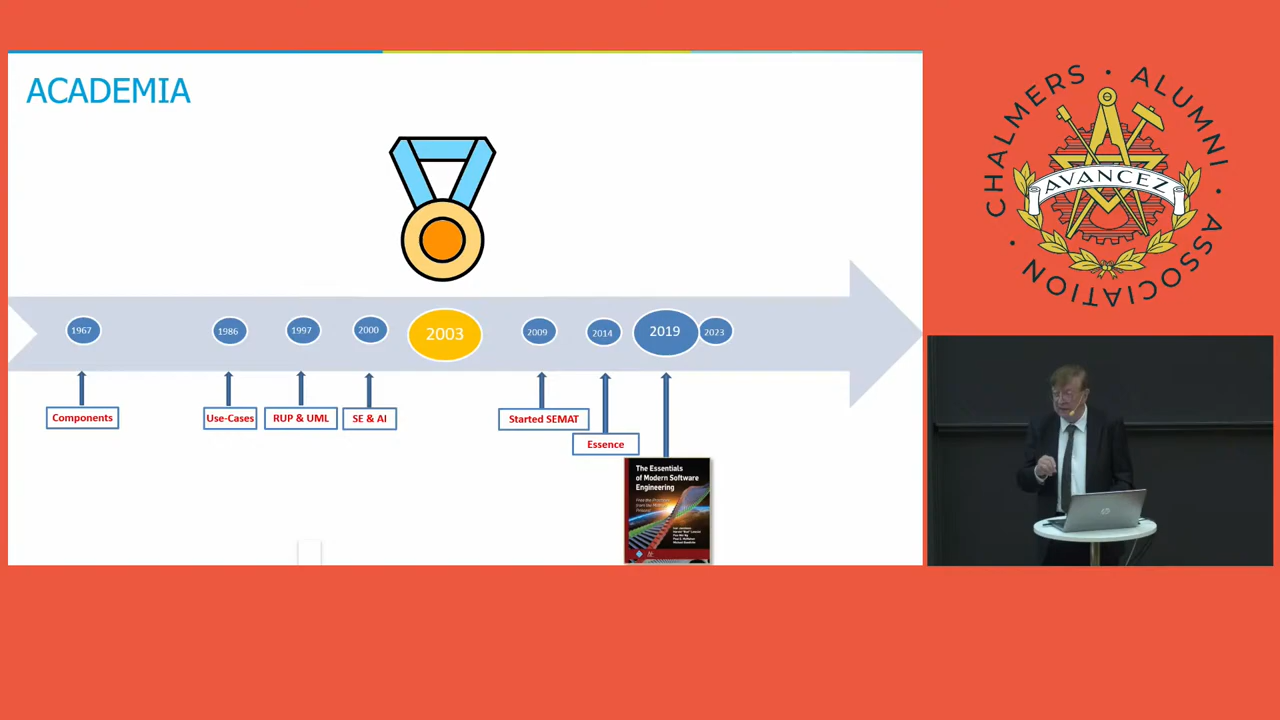 ACADEMIA
1967
1986
1997
2000
2003
2009
2014
2019
2023
Components
Use-Cases
RUP & UML
SE & AI
Started SEMAT
Essence
The Essentials
of Modern Software
Engineering
CHALMERS • ALUMNI • ASSOCIATION •
AVANCEZ